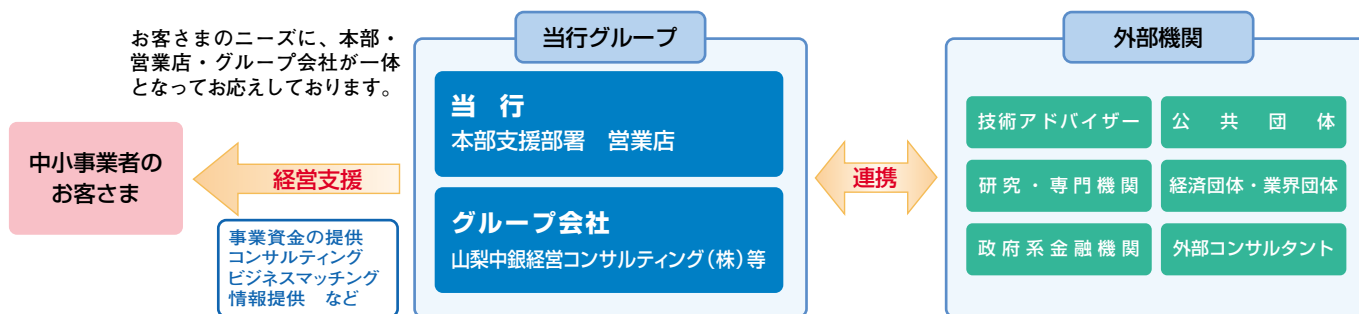 お客さまのニーズに、本部・
営業店・グループ会社が一体
となってお応えしております。
中小事業者の
お客さま
経営支援
事業資金の提供
コンサルティング
ビジネスマッチング
情報提供　など
当行グループ
当　行
本部支援部署　営業店
グループ会社
山梨中銀経営コンサルティング(株)等
連携
外部機関
技術アドバイザー
公共団体
研究・専門機関
経済団体・業界団体
政府系金融機関
外部コンサルタント